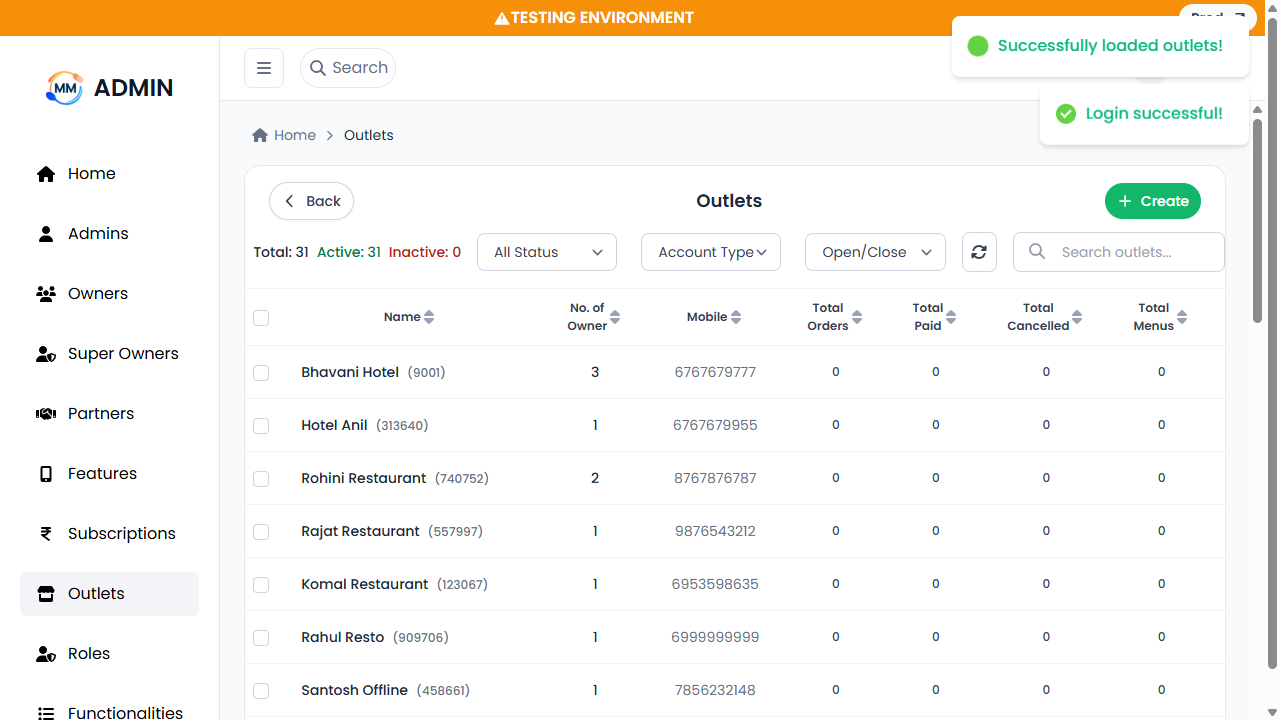 TESTING ENVIRONMENT
Successfully loaded outlets!
Login successful!
MM ADMIN
Search
Home
Admins
Owners
Super Owners
Partners
Features
Subscriptions
Outlets
Roles
Functionalities
Home > Outlets
Back
Outlets
+ Create
Total: 31 Active: 31 Inactive: 0
All Status
Account Type
Open/Close
Search outlets...
Name
No. of
Owner
Mobile
Total
Orders
Total
Paid
Total
Cancelled
Total
Menus
Bhavani Hotel (9001) 3 6767679777 0 0 0 0
Hotel Anil (313640) 1 6767679955 0 0 0 0
Rohini Restaurant (740752) 2 8767876787 0 0 0 0
Rajat Restaurant (557997) 1 9876543212 0 0 0 0
Komal Restaurant (123067) 1 6953598635 0 0 0 0
Rahul Resto (909706) 1 6999999999 0 0 0 0
Santosh Offline (458661) 1 7856232148 0 0 0 0